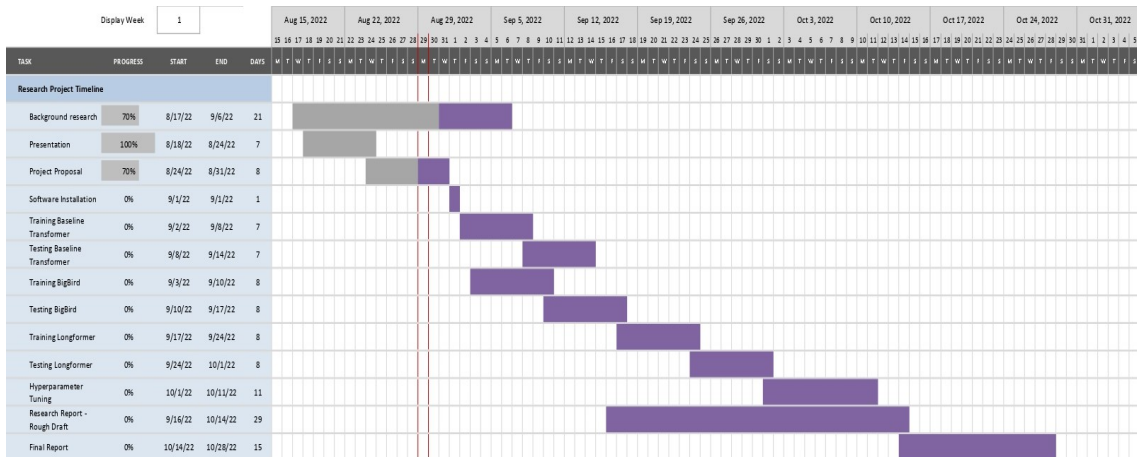 Display Week 1 Aug 15, 2022 Aug 22, 2022 Aug 29, 2022 Sep 5, 2022 Sep 12, 2022 Sep 19, 2022 Sep 26, 2022 Oct 3, 2022 Oct 10, 2022 Oct 17, 2022 Oct 24, 2022 Oct 31, 2022
15 16 17 18 19 20 21 22 23 24 25 26 27 28 29 30 31 1 2 3 4 5 6 7 8 9 10 11 12 13 14 15 16 17 18 19 20 21 22 23 24 25 26 27 28 29 30 1 2 3 4 5 6 7 8 9 10 11 12 13 14 15 16 17 18 19 20 21 22 23 24 25 26 27 28 29 30 31 1 2 3 4 5
TASK PROGRESS START END DAYS M T W T F S S M T W T F S S M T W T F S S M T W T F S S M T W T F S S M T W T F S S M T W T F S S M T W T F S S M T W T F S S M T W T F S S M T W T F S S M T W T F S
Research Project Timeline
Background research 70% 8/17/22 9/6/22 21
Presentation 100% 8/18/22 8/24/22 7
Project Proposal 70% 8/24/22 8/31/22 8
Software Installation 0% 9/1/22 9/1/22 1
Training Baseline
Transformer 0% 9/2/22 9/8/22 7
Testing Baseline
Transformer 0% 9/8/22 9/14/22 7
Training BigBird 0% 9/3/22 9/10/22 8
Testing BigBird 0% 9/10/22 9/17/22 8
Training Longformer 0% 9/17/22 9/24/22 8
Testing Longformer 0% 9/24/22 10/1/22 8
Hyperparameter
Tuning 0% 10/1/22 10/11/22 11
Research Report -
Rough Draft 0% 9/16/22 10/14/22 29
Final Report 0% 10/14/22 10/28/22 15